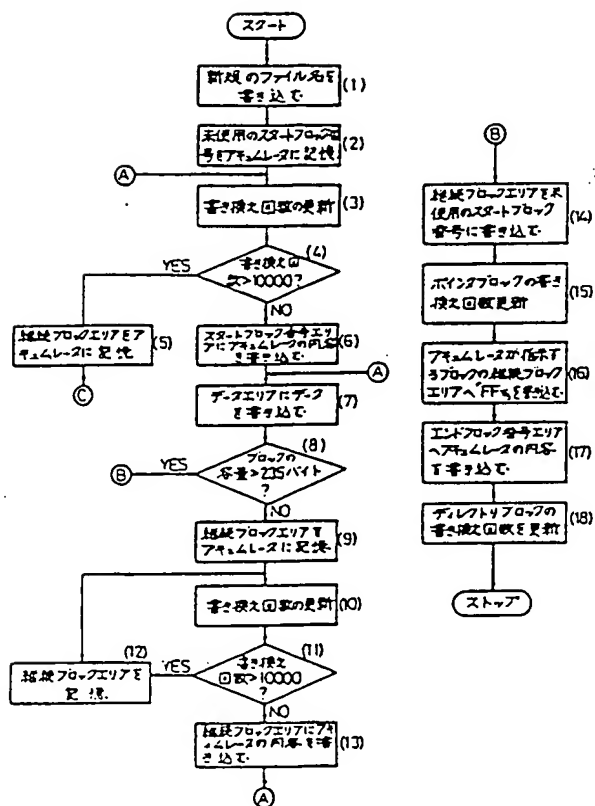 スタート
新規のファイル名を
書き込む
(1)
未使用のスタートブロック番
号をアキュムレータに記憶
(2)
A
書き換え回数の更新
(3)
(4)
書き換え回
数>10000?
YES
NO
継続ブロックエリアをア
キュムレータに記憶
(5)
C
スタートブロック番号エリ
アにアキュムレータの内容
を書き込む
(6)
A
データエリアにデータ
を書き込む
(7)
(8)
ブロックの
容量>235バイト
?
YES
B
NO
継続ブロックエリアを
アキュムレータに記憶
(9)
書き換え回数の更新
(10)
(11)
書き換え
回数>10000
?
YES
(12)
継続ブロックエリアを
記憶
NO
継続ブロックエリアにアキ
ュムレータの内容を書き
込む
(13)
A
B
継続ブロックエリアを未
使用のスタートブロック
番号に書き込む
(14)
ポインタブロックの書き
換え回数更新
(15)
アキュムレータが指示す
るブロックの継続ブロック
エリアへ"FF"を書き込む
(16)
エンドブロック番号エリア
へアキュムレータの内容
を書き込む
(17)
ディレクトリブロックの
書き換え回数を更新
(18)
ストップ